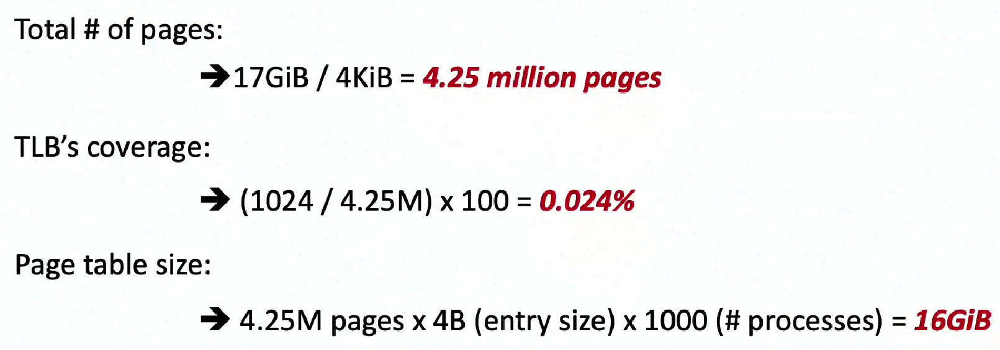 Total # of pages:
➔17GiB / 4KiB = 4.25 million pages
TLB’s coverage:
➔ (1024 / 4.25M) x 100 = 0.024%
Page table size:
➔ 4.25M pages x 4B (entry size) x 1000 (# processes) = 16GiB